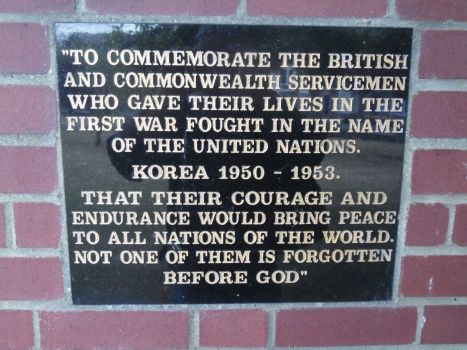 "TO COMMEMORATE THE BRITISH
AND COMMONWEALTH SERVICEMEN
WHO GAVE THEIR LIVES IN THE
FIRST WAR FOUGHT IN THE NAME
OF THE UNITED NATIONS.
KOREA 1950 - 1953.
THAT THEIR COURAGE AND
ENDURANCE WOULD BRING PEACE
TO ALL NATIONS OF THE WORLD.
NOT ONE OF THEM IS FORGOTTEN
BEFORE GOD"